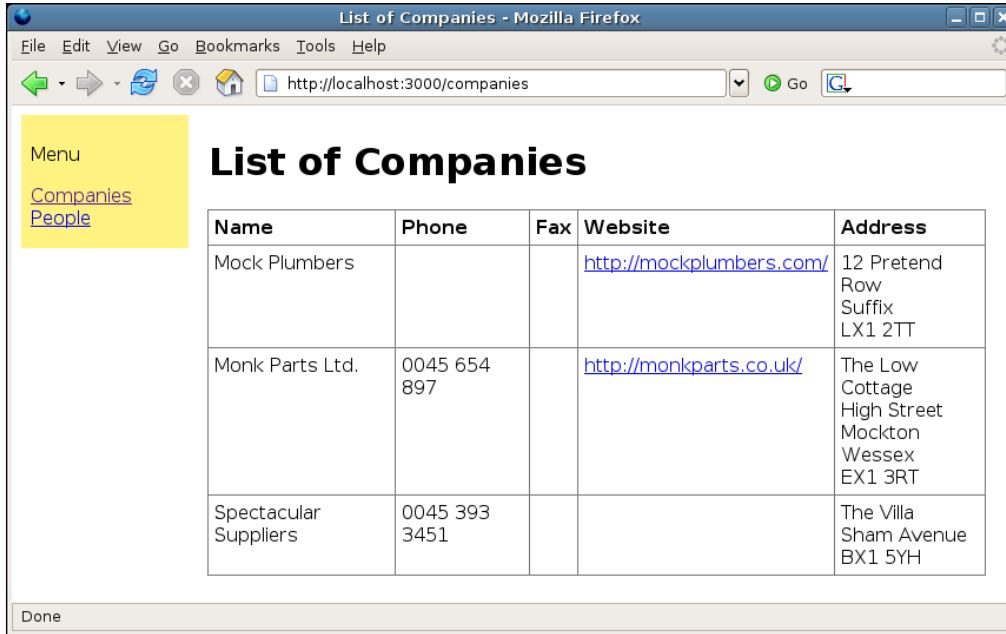 List of Companies - Mozilla Firefox
File Edit View Go Bookmarks Tools Help
http://localhost:3000/companies Go G
Menu
Companies
People
List of Companies
Name Phone Fax Website Address
Mock Plumbers http://mockplumbers.com/ 12 Pretend
Row
Suffix
LX1 2TT
Monk Parts Ltd. 0045 654 http://monkparts.co.uk/ The Low
897 Cottage
High Street
Mockton
Wessex
EX1 3RT
Spectacular 0045 393 The Villa
Suppliers 3451 Sham Avenue
BX1 5YH
Done